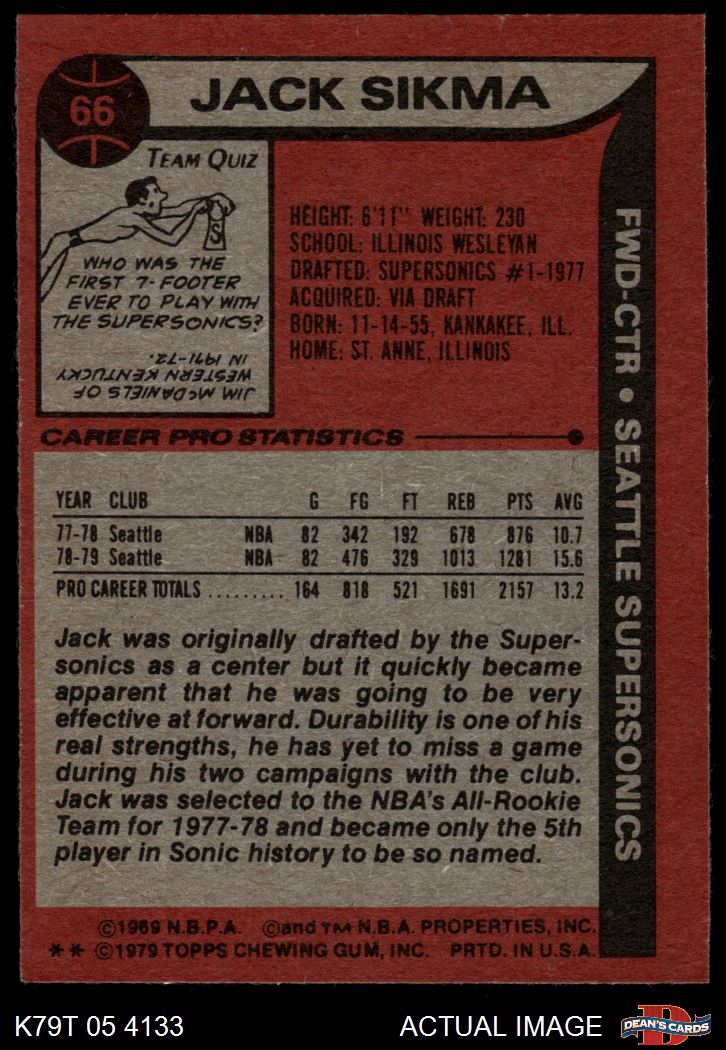 66
JACK SIKMA
TEAM QUIZ
$
WHO WAS THE
FIRST 7-FOOTER
EVER TO PLAY WITH
THE SUPERSONICS?
JIM McDANIELS OF
WESTERN KENTUCKY
IN 1971-72.
HEIGHT: 6'11" WEIGHT: 230
SCHOOL: ILLINOIS WESLEYAN
DRAFTED: SUPERSONICS #1-1977
ACQUIRED: VIA DRAFT
BORN: 11-14-55, KANKAKEE, ILL.
HOME: ST. ANNE, ILLINOIS
FWD-CTR • SEATTLE SUPERSONICS
CAREER PRO STATISTICS
YEAR CLUB G FG FT REB PTS AVG
77-78 Seattle NBA 82 342 192 678 876 10.7
78-79 Seattle NBA 82 476 329 1013 1281 15.6
PRO CAREER TOTALS ......... 164 818 521 1691 2157 13.2
Jack was originally drafted by the Super-
sonics as a center but it quickly became
apparent that he was going to be very
effective at forward. Durability is one of his
real strengths, he has yet to miss a game
during his two campaigns with the club.
Jack was selected to the NBA's All-Rookie
Team for 1977-78 and became only the 5th
player in Sonic history to be so named.
©1969 N.B.P.A. ©and TM N.B.A. PROPERTIES, INC.
** ©1979 TOPPS CHEWING GUM, INC. PRTD. IN U.S.A.
K79T 05 4133
ACTUAL IMAGE
D
DEAN'S CARDS